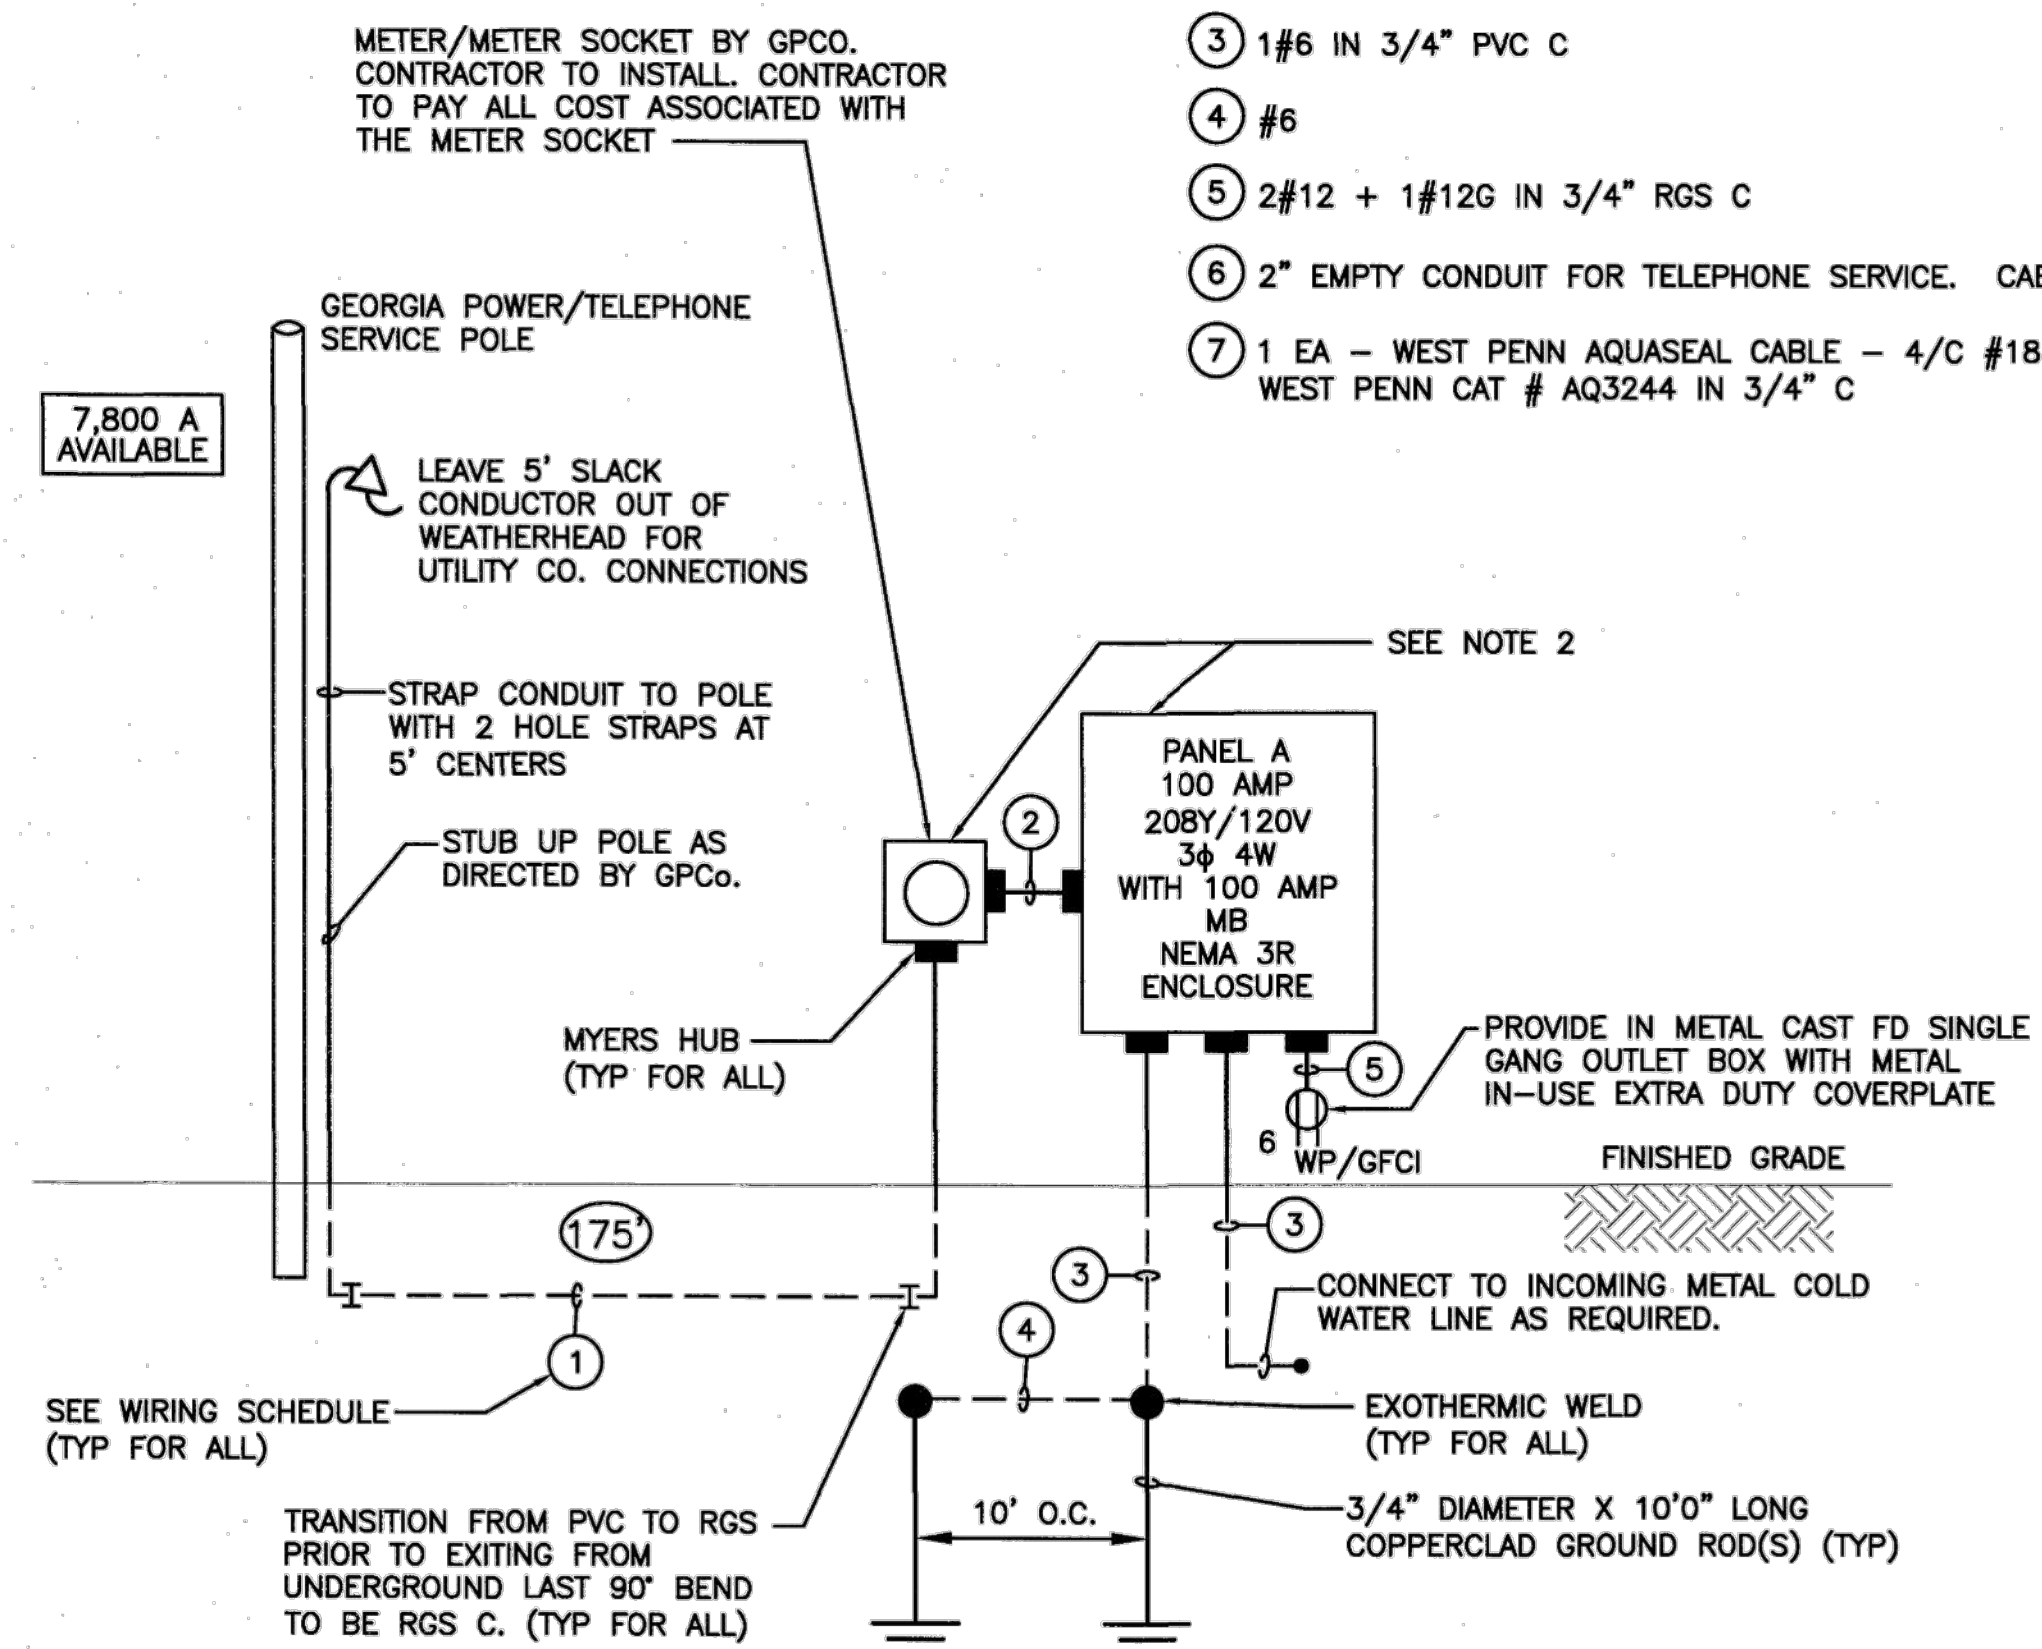 METER/METER SOCKET BY GPCO.
CONTRACTOR TO INSTALL. CONTRACTOR
TO PAY ALL COST ASSOCIATED WITH
THE METER SOCKET
3 1#6 IN 3/4" PVC C
4 #6
5 2#12 + 1#12G IN 3/4" RGS C
6 2" EMPTY CONDUIT FOR TELEPHONE SERVICE.
7 1 EA – WEST PENN AQUASEAL CABLE – 4/C #18
WEST PENN CAT # AQ3244 IN 3/4" C
GEORGIA POWER/TELEPHONE
SERVICE POLE
7,800 A
AVAILABLE
LEAVE 5' SLACK
CONDUCTOR OUT OF
WEATHERHEAD FOR
UTILITY CO. CONNECTIONS
SEE NOTE 2
STRAP CONDUIT TO POLE
WITH 2 HOLE STRAPS AT
5' CENTERS
STUB UP POLE AS
DIRECTED BY GPCo.
2
PANEL A
100 AMP
208Y/120V
3ϕ 4W
WITH 100 AMP
MB
NEMA 3R
ENCLOSURE
MYERS HUB
(TYP FOR ALL)
5
PROVIDE IN METAL CAST FD SINGLE
GANG OUTLET BOX WITH METAL
IN-USE EXTRA DUTY COVERPLATE
6
WP/GFCI
FINISHED GRADE
175'
3
3
CONNECT TO INCOMING METAL COLD
WATER LINE AS REQUIRED.
4
1
SEE WIRING SCHEDULE
(TYP FOR ALL)
EXOTHERMIC WELD
(TYP FOR ALL)
TRANSITION FROM PVC TO RGS
PRIOR TO EXITING FROM
UNDERGROUND LAST 90° BEND
TO BE RGS C. (TYP FOR ALL)
10' O.C.
3/4" DIAMETER X 10'0" LONG
COPPERCLAD GROUND ROD(S) (TYP)